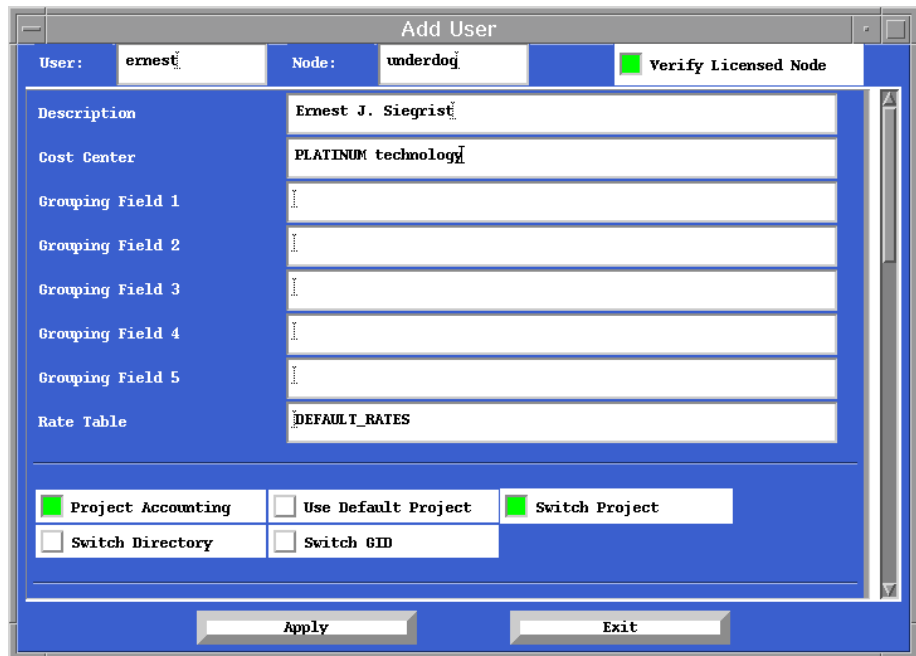 Add User
User: ernest Node: underdog Verify Licensed Node
Description Ernest J. Siegrist
Cost Center PLATINUM technology
Grouping Field 1
Grouping Field 2
Grouping Field 3
Grouping Field 4
Grouping Field 5
Rate Table DEFAULT_RATES
Project Accounting Use Default Project Switch Project
Switch Directory Switch GID
Apply Exit